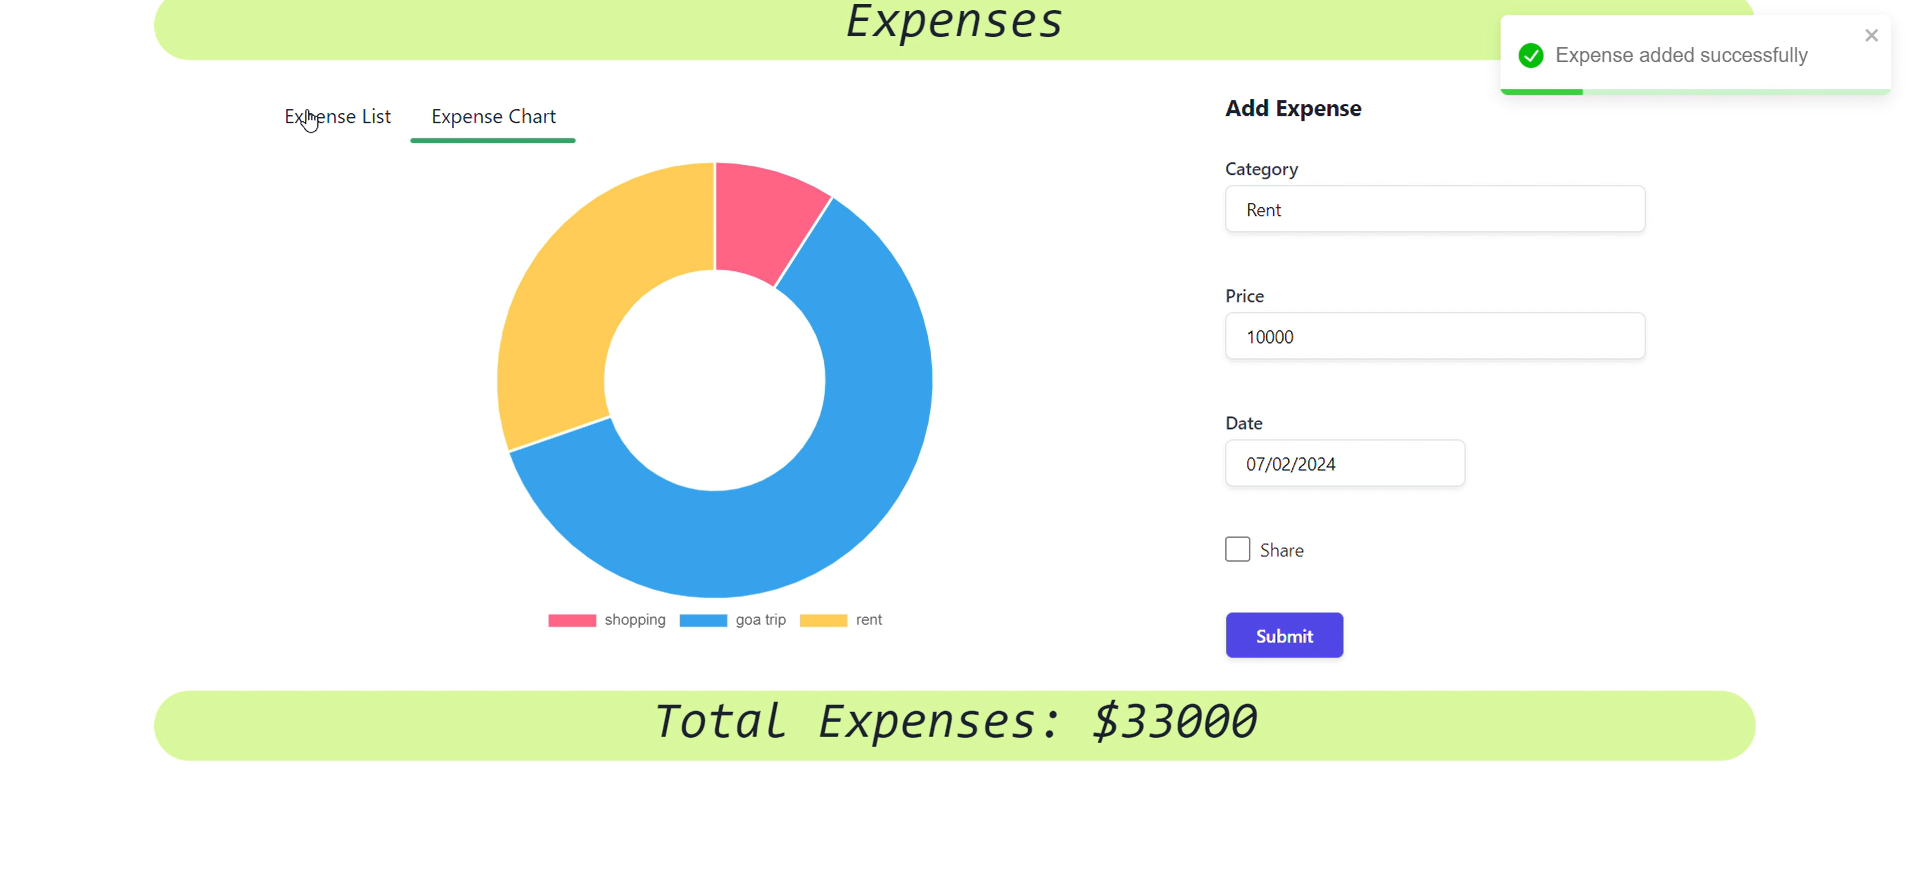 Expenses
Expense added successfully
Expense List Expense Chart
Add Expense
Category
Rent
Price
10000
Date
07/02/2024
Share
shopping goa trip rent
Submit
Total Expenses: $33000